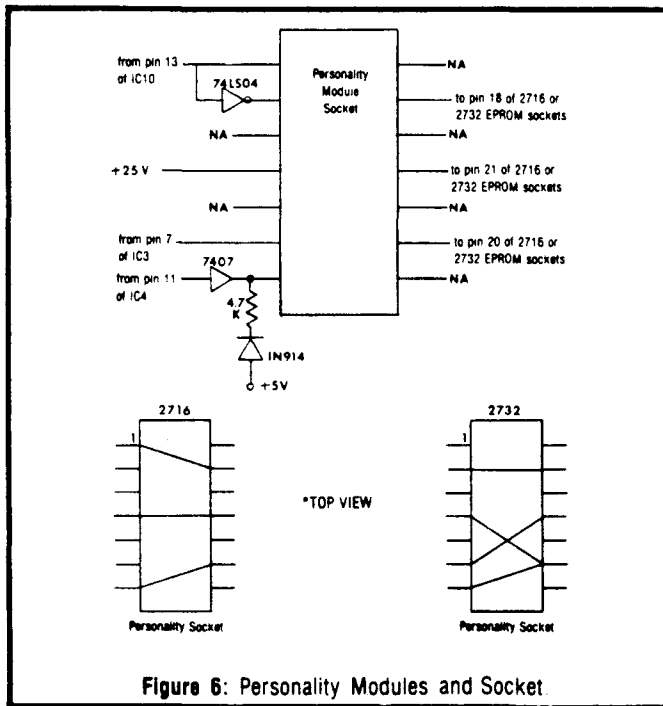 from pin 13
of IC10
74LS04
NA
+25 V
NA
from pin 7
of IC3
from pin 11
of IC4
7407
4.7
K
IN914
+5V
Personality
Module
Socket
NA
to pin 18 of 2716 or
2732 EPROM sockets
NA
to pin 21 of 2716 or
2732 EPROM sockets
NA
to pin 20 of 2716 or
2732 EPROM sockets
NA
2716
1
Personality Socket
*TOP VIEW
2732
1
Personality Socket
Figure 6: Personality Modules and Socket.